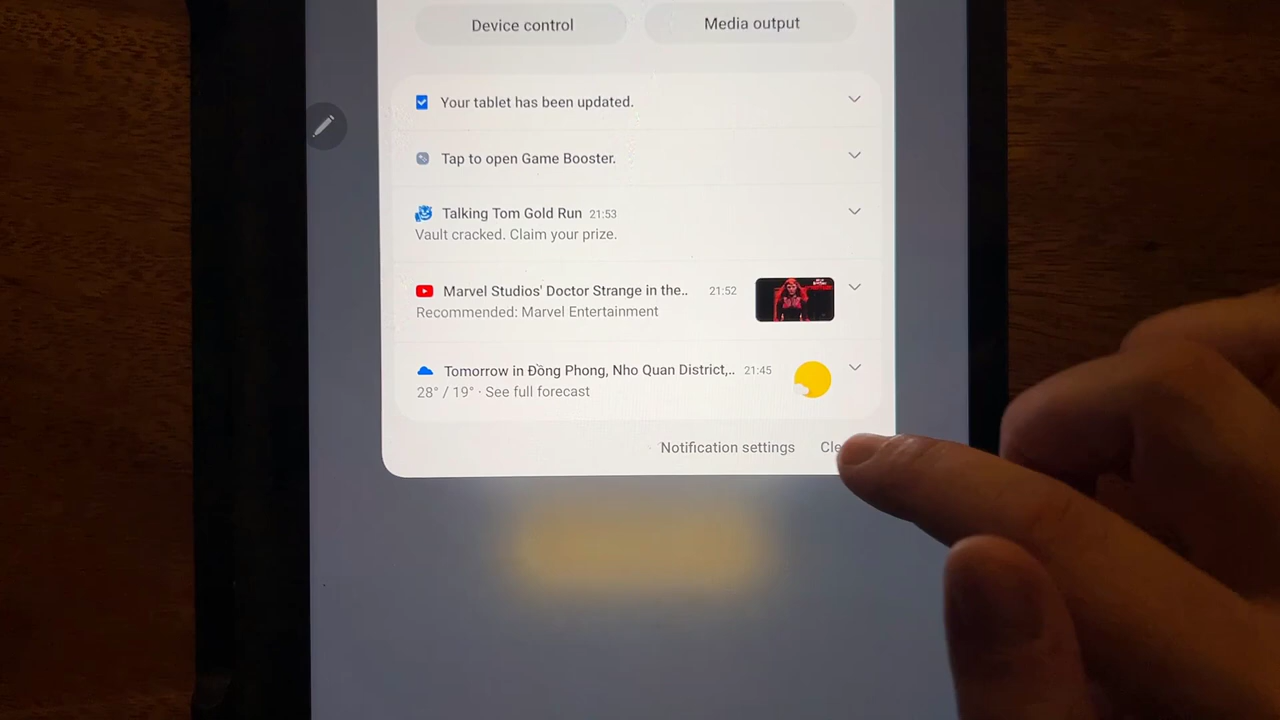 Device control
Media output
Your tablet has been updated.
Tap to open Game Booster.
Talking Tom Gold Run 21:53
Vault cracked. Claim your prize.
Marvel Studios' Doctor Strange in the.. 21:52
Recommended: Marvel Entertainment
Tomorrow in Đồng Phong, Nho Quan District,.. 21:45
28° / 19° · See full forecast
Notification settings